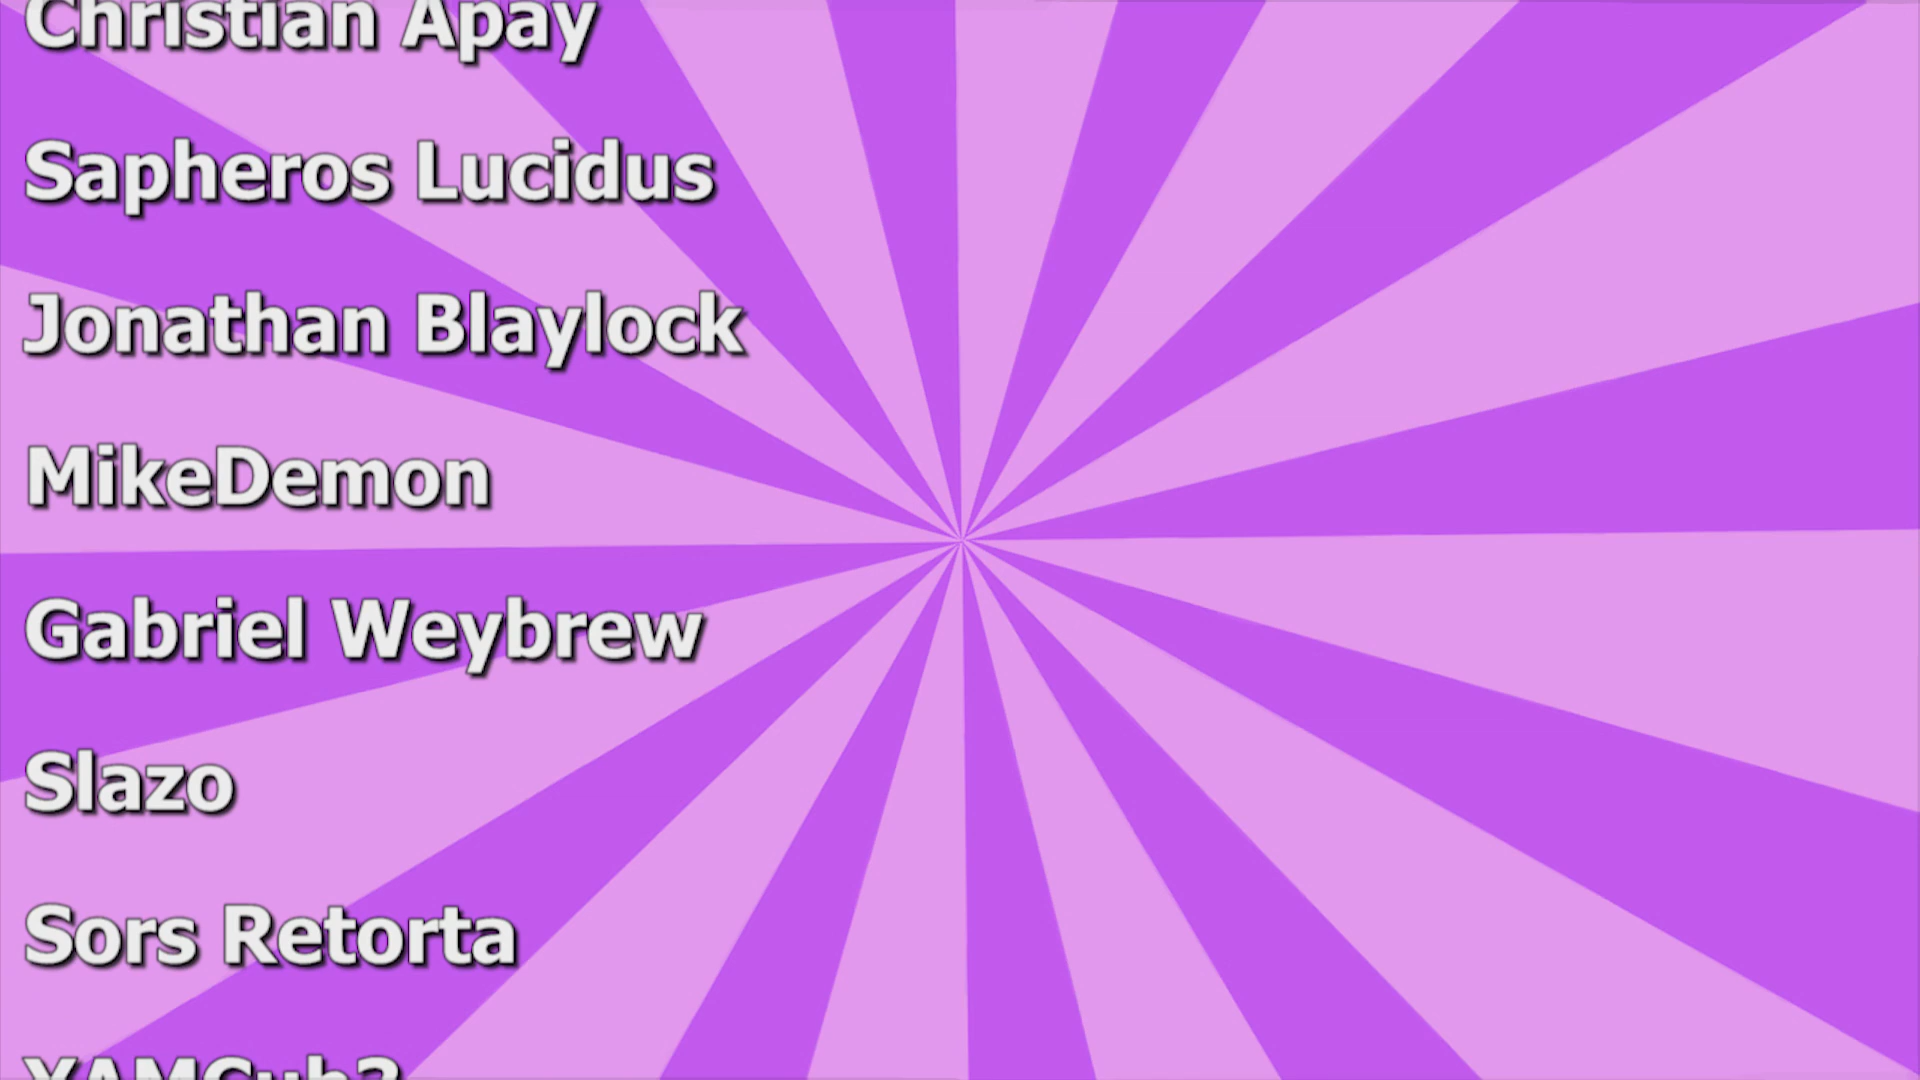 Christian Apay
Sapheros Lucidus
Jonathan Blaylock
MikeDemon
Gabriel Weybrew
Slazo
Sors Retorta